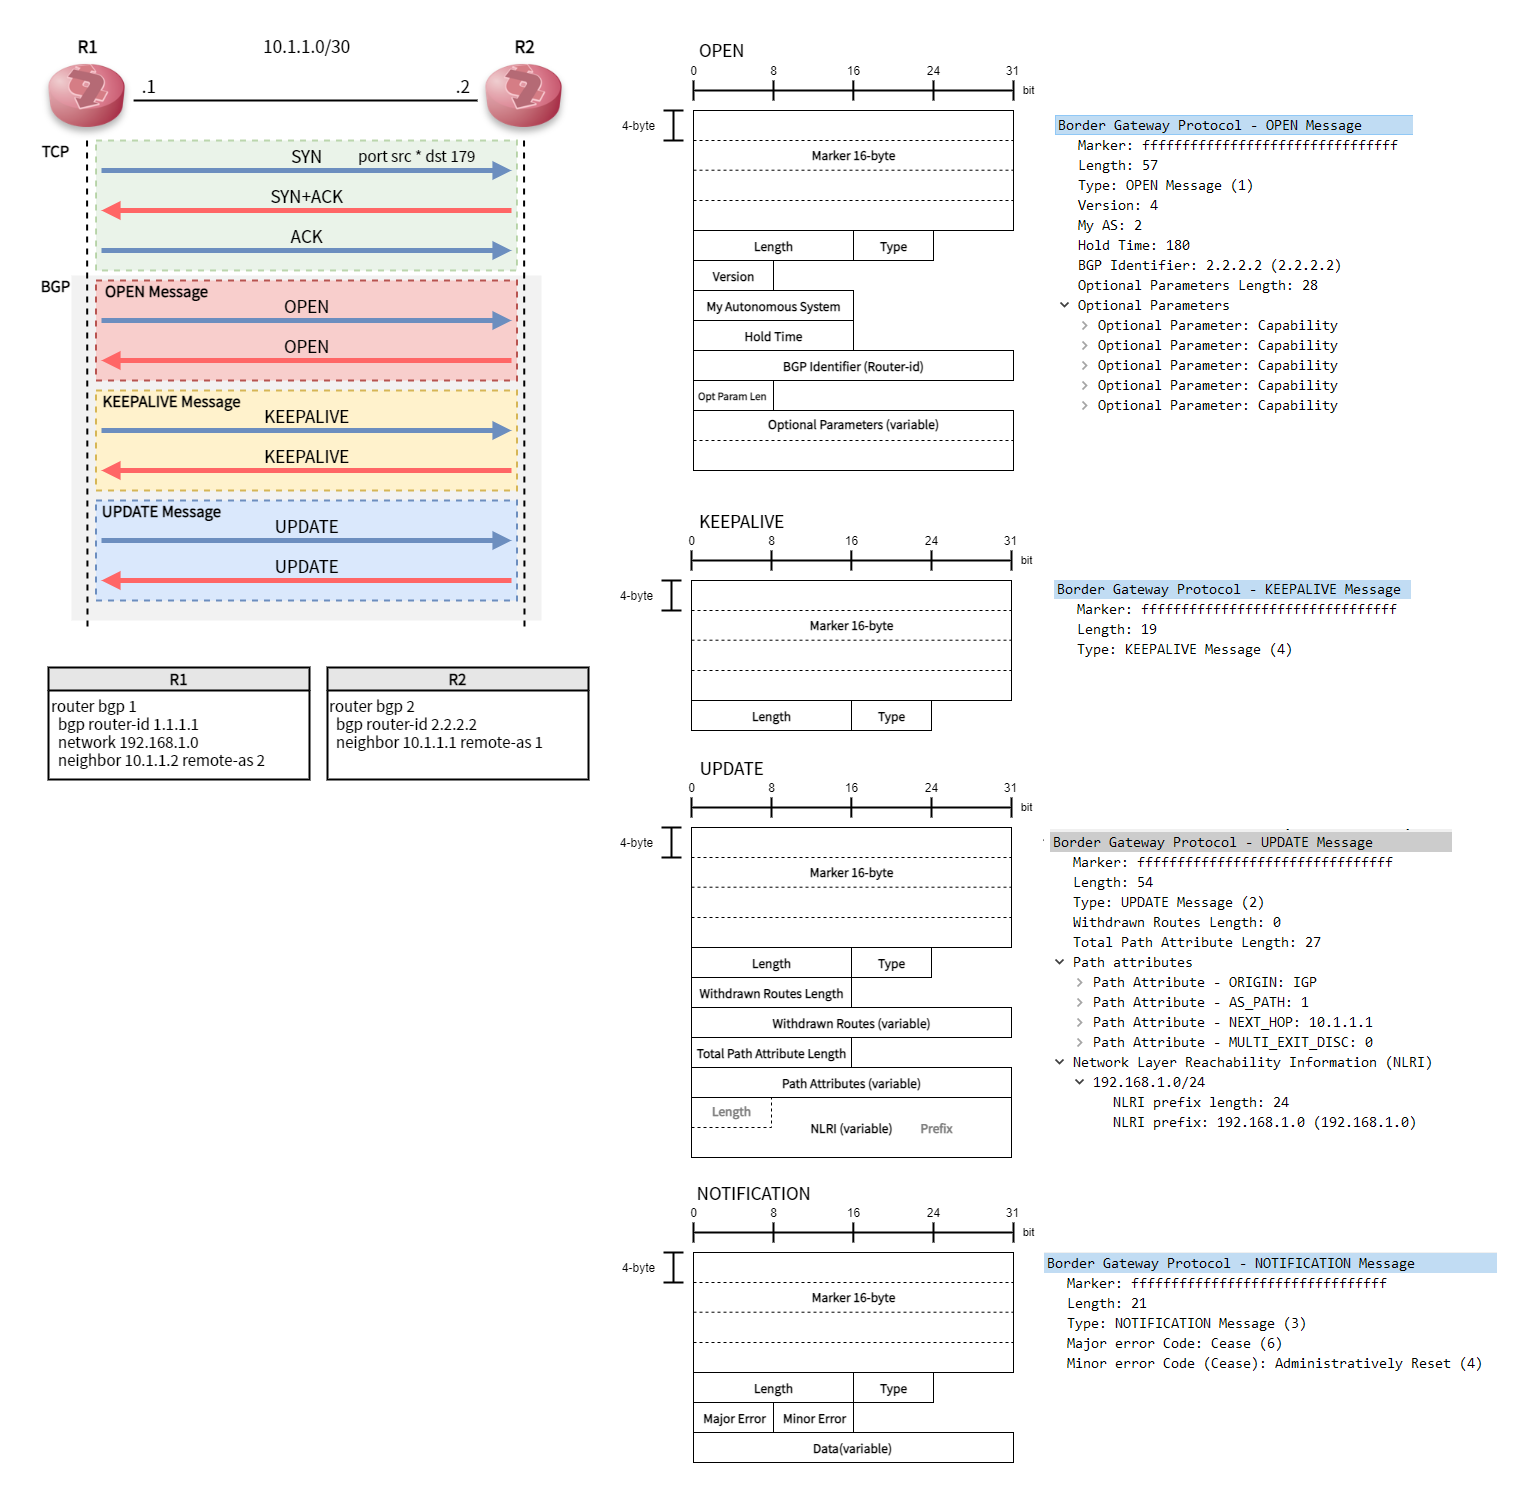 R1
10.1.1.0/30
R2
.1
.2
TCP
SYN port src * dst 179
SYN+ACK
ACK
BGP
OPEN Message
OPEN
OPEN
KEEPALIVE Message
KEEPALIVE
KEEPALIVE
UPDATE Message
UPDATE
UPDATE
R1
router bgp 1
bgp router-id 1.1.1.1
network 192.168.1.0
neighbor 10.1.1.2 remote-as 2
R2
router bgp 2
bgp router-id 2.2.2.2
neighbor 10.1.1.1 remote-as 1
OPEN
0 8 16 24 31
bit
4-byte
Marker 16-byte
Length Type
Version
My Autonomous System
Hold Time
BGP Identifier (Router-id)
Opt Param Len
Optional Parameters (variable)
Border Gateway Protocol - OPEN Message
Marker: ffffffffffffffffffffffffffffffff
Length: 57
Type: OPEN Message (1)
Version: 4
My AS: 2
Hold Time: 180
BGP Identifier: 2.2.2.2 (2.2.2.2)
Optional Parameters Length: 28
Optional Parameters
Optional Parameter: Capability
Optional Parameter: Capability
Optional Parameter: Capability
Optional Parameter: Capability
Optional Parameter: Capability
KEEPALIVE
0 8 16 24 31
bit
4-byte
Marker 16-byte
Length Type
Border Gateway Protocol - KEEPALIVE Message
Marker: ffffffffffffffffffffffffffffffff
Length: 19
Type: KEEPALIVE Message (4)
UPDATE
0 8 16 24 31
bit
4-byte
Marker 16-byte
Length Type
Withdrawn Routes Length
Withdrawn Routes (variable)
Total Path Attribute Length
Path Attributes (variable)
Length
NLRI (variable) Prefix
Border Gateway Protocol - UPDATE Message
Marker: ffffffffffffffffffffffffffffffff
Length: 54
Type: UPDATE Message (2)
Withdrawn Routes Length: 0
Total Path Attribute Length: 27
Path attributes
Path Attribute - ORIGIN: IGP
Path Attribute - AS_PATH: 1
Path Attribute - NEXT_HOP: 10.1.1.1
Path Attribute - MULTI_EXIT_DISC: 0
Network Layer Reachability Information (NLRI)
192.168.1.0/24
NLRI prefix length: 24
NLRI prefix: 192.168.1.0 (192.168.1.0)
NOTIFICATION
0 8 16 24 31
bit
4-byte
Marker 16-byte
Length Type
Major Error Minor Error
Data(variable)
Border Gateway Protocol - NOTIFICATION Message
Marker: ffffffffffffffffffffffffffffffff
Length: 21
Type: NOTIFICATION Message (3)
Major error Code: Cease (6)
Minor error Code (Cease): Administratively Reset (4)